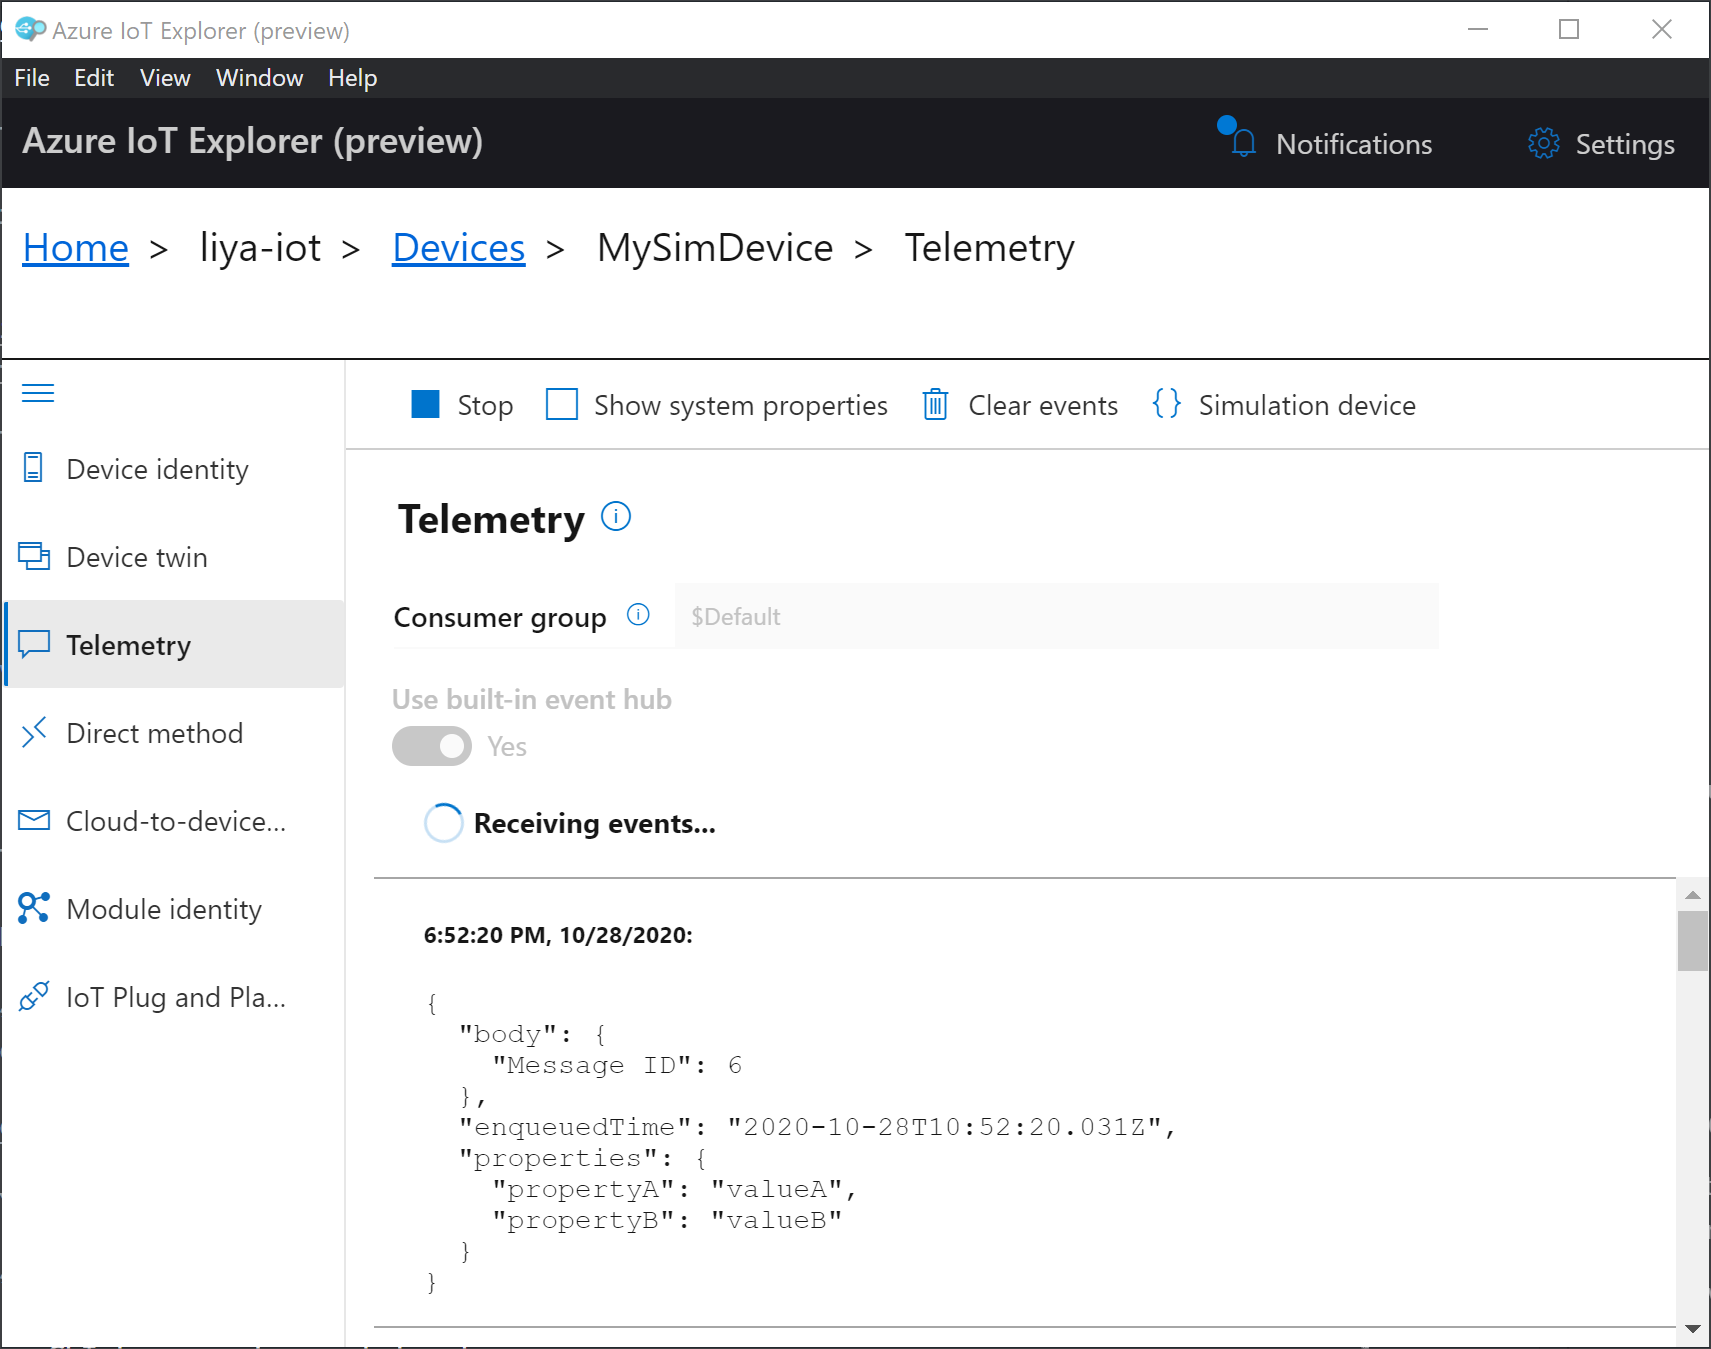 Azure IoT Explorer (preview)
File Edit View Window Help
Azure IoT Explorer (preview) Notifications Settings
Home > liya-iot > Devices > MySimDevice > Telemetry
Stop Show system properties Clear events {} Simulation device
Device identity
Device twin
Telemetry
Direct method
Cloud-to-device...
Module identity
IoT Plug and Pla...
Telemetry
Consumer group $Default
Use built-in event hub
Yes
Receiving events...
6:52:20 PM, 10/28/2020:
{
"body": {
"Message ID": 6
},
"enqueuedTime": "2020-10-28T10:52:20.031Z",
"properties": {
"propertyA": "valueA",
"propertyB": "valueB"
}
}